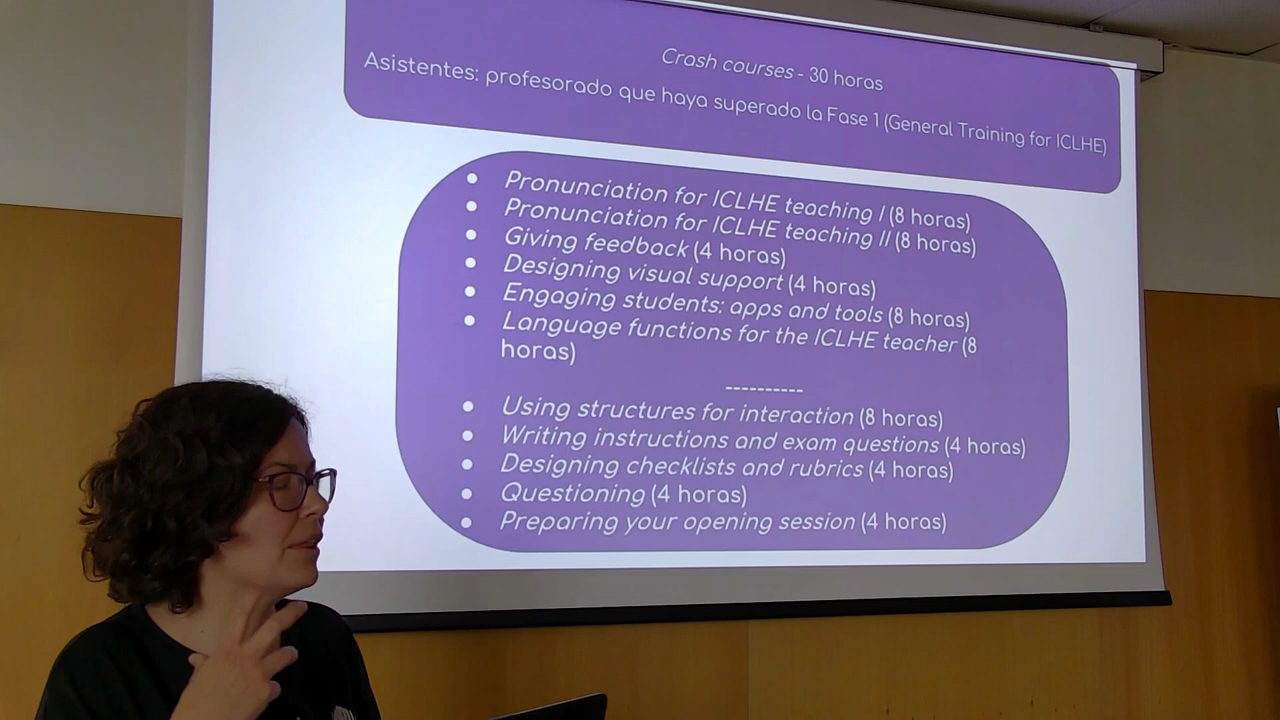 Crash courses - 30 horas
Asistentes: profesorado que haya superado la Fase 1 (General Training for ICLHE)
● Pronunciation for ICLHE teaching I (8 horas)
● Pronunciation for ICLHE teaching II (8 horas)
● Giving feedback (4 horas)
● Designing visual support (4 horas)
● Engaging students: apps and tools (8 horas)
● Language functions for the ICLHE teacher (8
horas)
----------
● Using structures for interaction (8 horas)
● Writing instructions and exam questions (4 horas)
● Designing checklists and rubrics (4 horas)
● Questioning (4 horas)
● Preparing your opening session (4 horas)